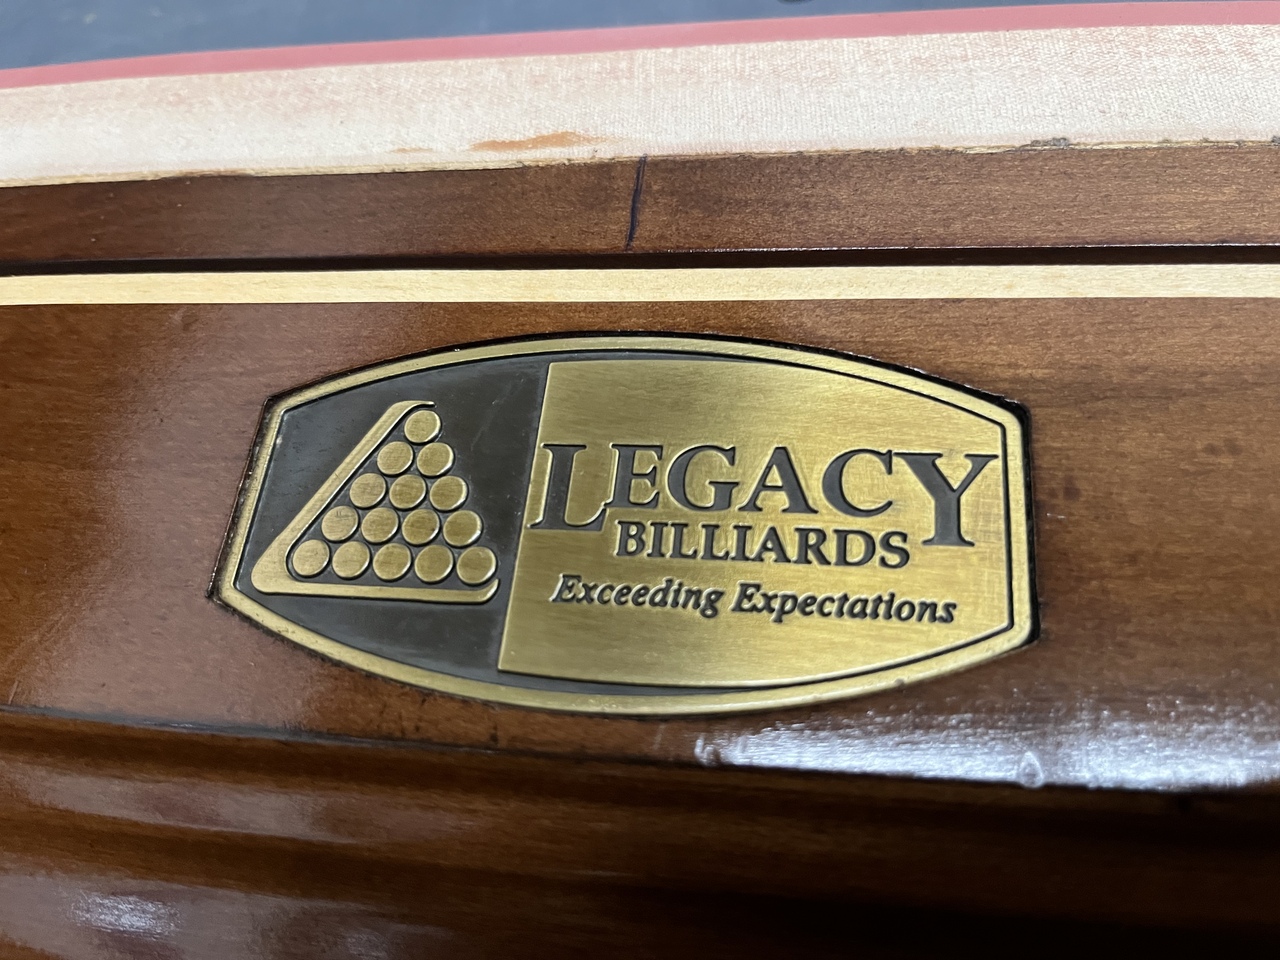 LEGACY
BILLIARDS
Exceeding Expectations